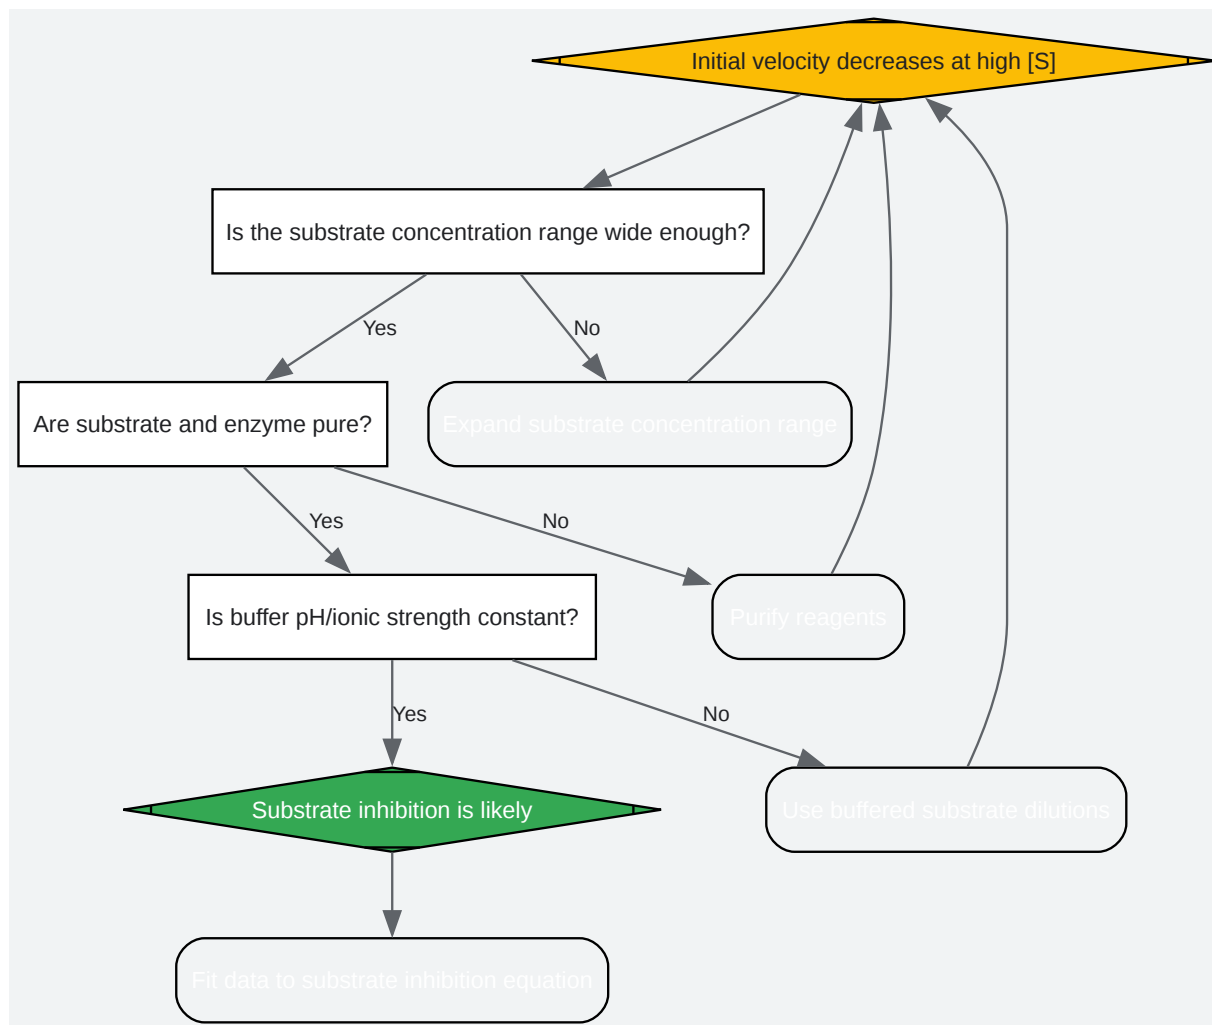 Initial velocity decreases at high [S]
Is the substrate concentration range wide enough?
Yes
No
Are substrate and enzyme pure?
Expand substrate concentration range
Yes
No
Is buffer pH/ionic strength constant?
Purify reagents
Yes
No
Substrate inhibition is likely
Use buffered substrate dilutions
Fit data to substrate inhibition equation